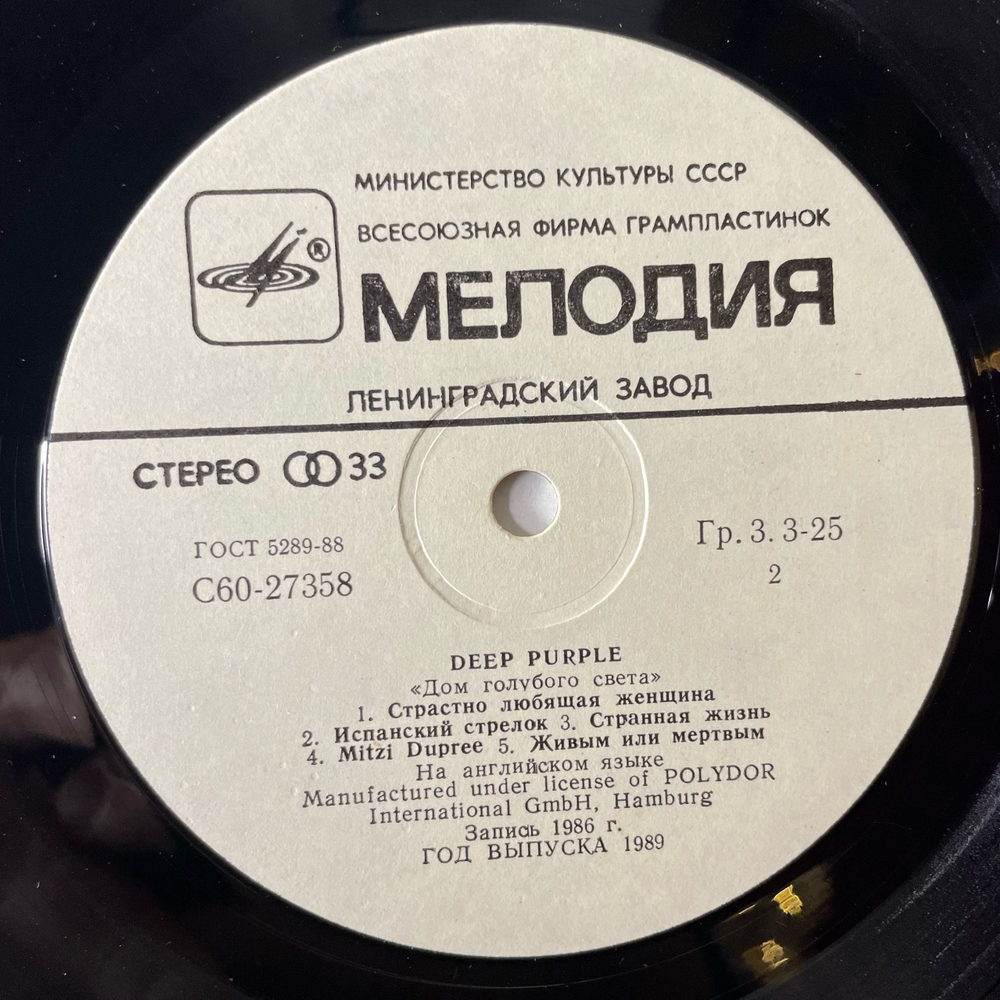 МИНИСТЕРСТВО КУЛЬТУРЫ СССР
ВСЕСОЮЗНАЯ ФИРМА ГРАМПЛАСТИНОК
®
МЕЛОДИЯ
ЛЕНИНГРАДСКИЙ ЗАВОД
СТЕРЕО 33
ГОСТ 5289-88
С60-27358
Гр. 3. 3-25
2
DEEP PURPLE
«Дом голубого света»
1. Страстно любящая женщина
2. Испанский стрелок 3. Странная жизнь
4. Mitzi Dupree 5. Живым или мертвым
На английском языке
Manufactured under license of POLYDOR
International GmbH, Hamburg
Запись 1986 г.
ГОД ВЫПУСКА 1989